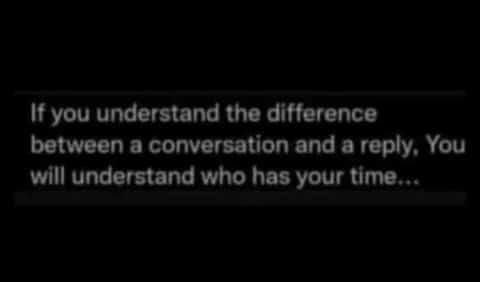 If you understand the difference
between a conversation and a reply, You
will understand who has your time...